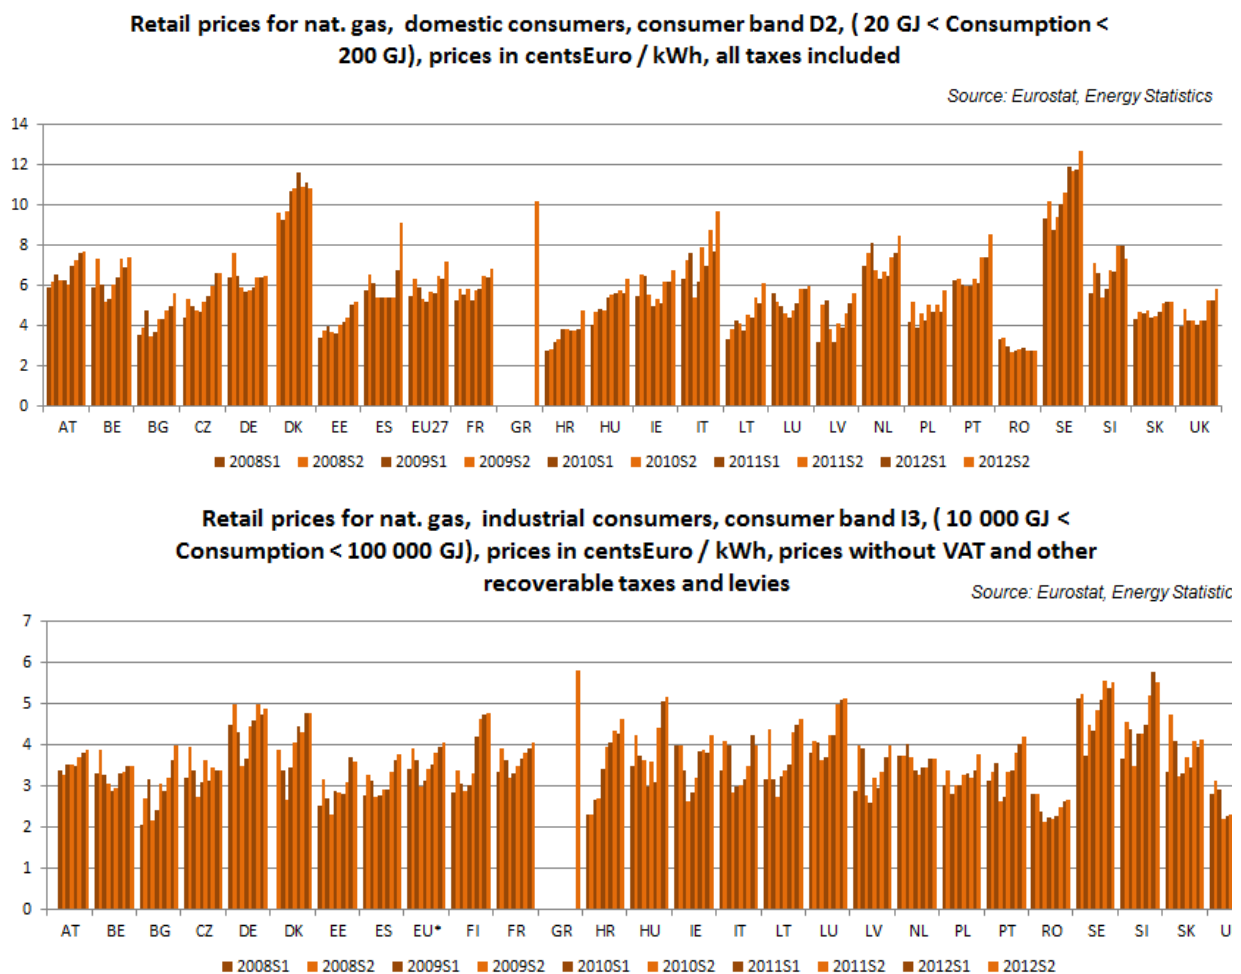 Retail prices for nat. gas, domestic consumers, consumer band D2, ( 20 GJ < Consumption <
200 GJ), prices in centsEuro / kWh, all taxes included
Source: Eurostat, Energy Statistics
14
12
10
8
6
4
2
0
AT BE BG CZ DE DK EE ES EU27 FR GR HR HU IE IT LT LU LV NL PL PT RO SE SI SK UK
2008S1 2008S2 2009S1 2009S2 2010S1 2010S2 2011S1 2011S2 2012S1 2012S2
Retail prices for nat. gas, industrial consumers, consumer band I3, ( 10 000 GJ <
Consumption < 100 000 GJ), prices in centsEuro / kWh, prices without VAT and other
recoverable taxes and levies
Source: Eurostat, Energy Statistic
7
6
5
4
3
2
1
0
AT BE BG CZ DE DK EE ES EU* FI FR GR HR HU IE IT LT LU LV NL PL PT RO SE SI SK U
2008S1 2008S2 2009S1 2009S2 2010S1 2010S2 2011S1 2011S2 2012S1 2012S2